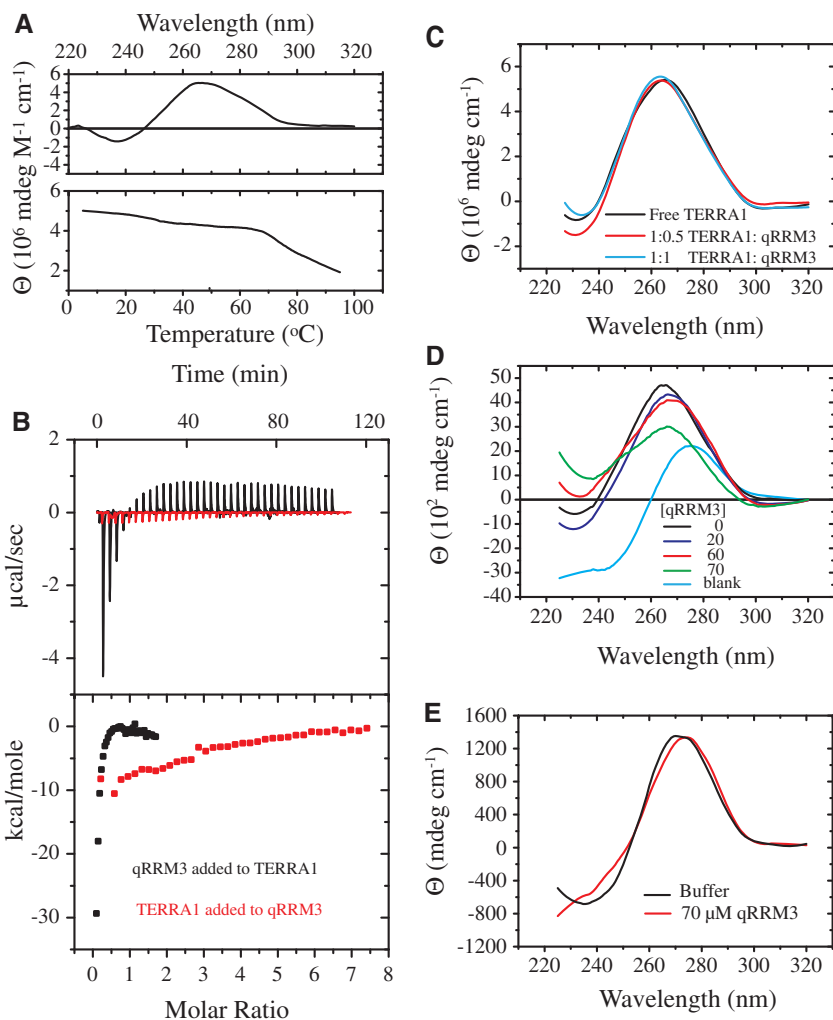 A
Wavelength (nm)
220 240 260 280 300 320
6
4
2
0
-2
-4
6
4
2
Θ (10⁶ mdeg M⁻¹ cm⁻¹)
0 20 40 60 80 100
Temperature (°C)
Time (min)
B
0 40 80 120
0
-2
-4
µcal/sec
0
-10
-20
-30
kcal/mole
qRRM3 added to TERRA1
TERRA1 added to qRRM3
0 1 2 3 4 5 6 7 8
Molar Ratio
C
6
4
2
0
-2
Θ (10⁶ mdeg cm⁻¹)
Free TERRA1
1:0.5 TERRA1: qRRM3
1:1 TERRA1: qRRM3
220 240 260 280 300 320
Wavelength (nm)
D
50
40
30
20
10
0
-10
-20
-30
40
Θ (10² mdeg cm⁻¹)
[qRRM3]
0
20
60
70
blank
220 240 260 280 300 320
Wavelength (nm)
E
1600
1200
800
400
0
-400
-800
-1200
Θ (mdeg cm⁻¹)
Buffer
70 µM qRRM3
220 240 260 280 300 320
Wavelength (nm)